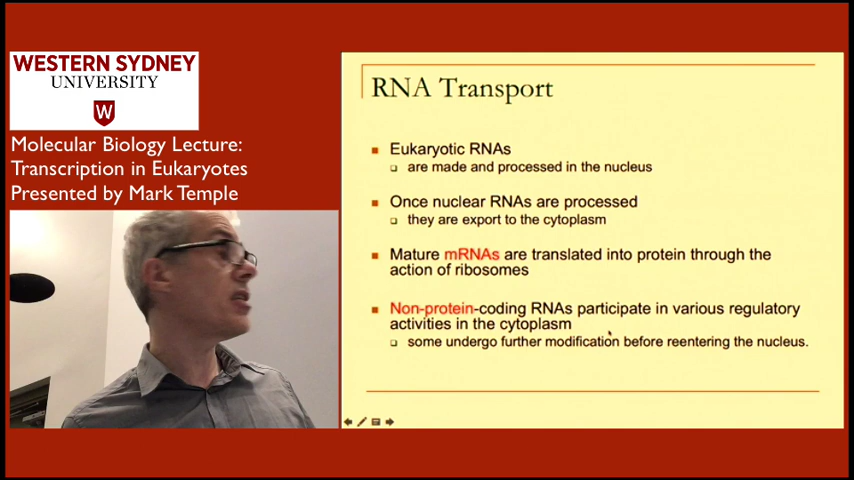 WESTERN SYDNEY
UNIVERSITY
W
Molecular Biology Lecture:
Transcription in Eukaryotes
Presented by Mark Temple
RNA Transport
Eukaryotic RNAs
are made and processed in the nucleus
Once nuclear RNAs are processed
they are export to the cytoplasm
Mature mRNAs are translated into protein through the
action of ribosomes
Non-protein-coding RNAs participate in various regulatory
activities in the cytoplasm
some undergo further modification before reentering the nucleus.